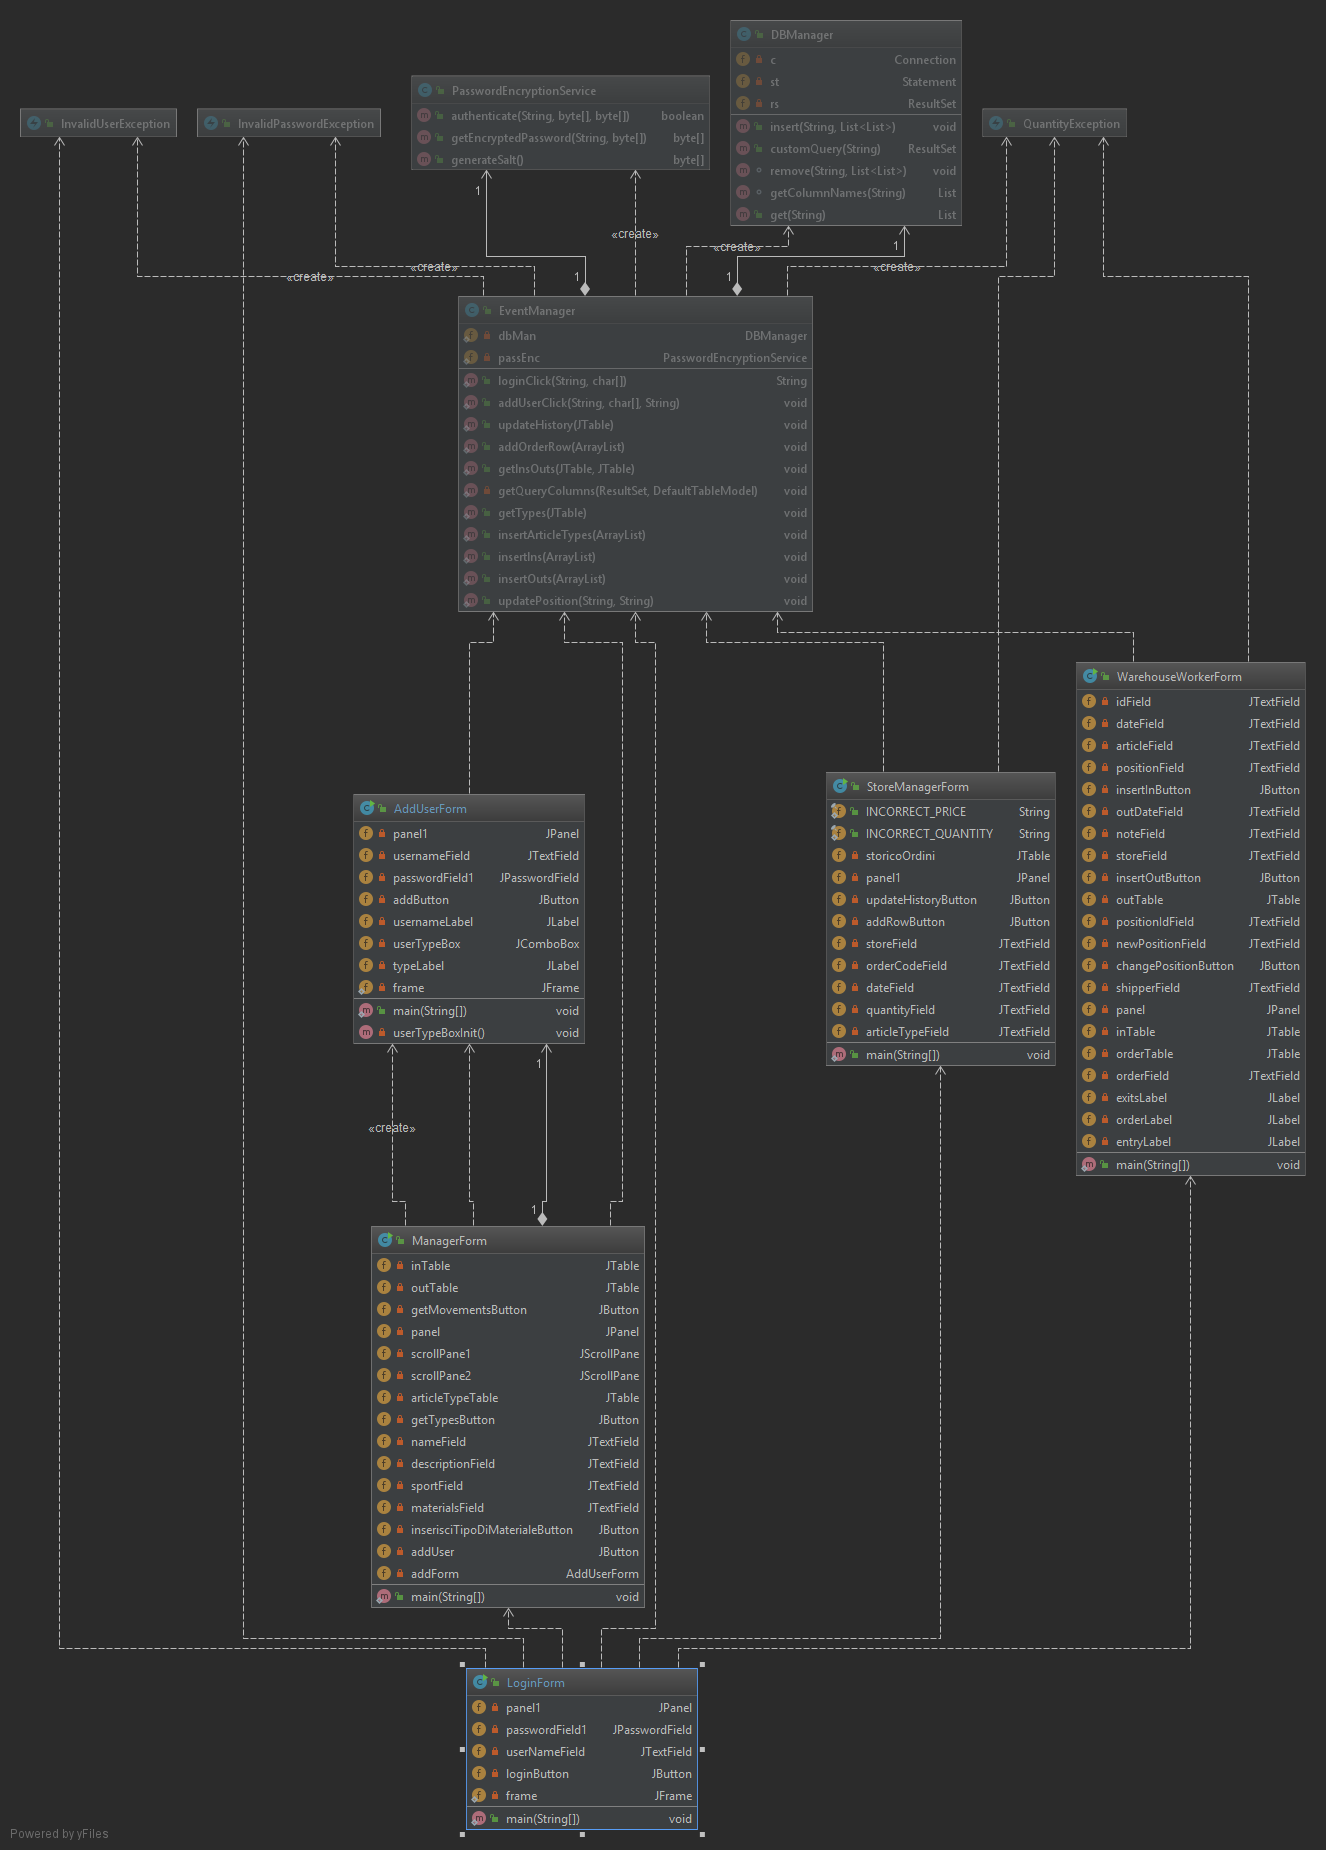 DBManager
c Connection
st Statement
rs ResultSet
insert(String, List<List>) void
customQuery(String) ResultSet
remove(String, List<List>) void
getColumnNames(String) List
get(String) List
PasswordEncryptionService
authenticate(String, byte[], byte[]) boolean
getEncryptedPassword(String, byte[]) byte[]
generateSalt() byte[]
InvalidUserException
InvalidPasswordException
QuantityException
1
«create»
«create»
1
«create»
«create»
«create»
1
1
EventManager
dbMan DBManager
passEnc PasswordEncryptionService
loginClick(String, char[]) String
addUserClick(String, char[], String) void
updateHistory(JTable) void
addOrderRow(ArrayList) void
getInsOuts(JTable, JTable) void
getQueryColumns(ResultSet, DefaultTableModel) void
getTypes(JTable) void
insertArticleTypes(ArrayList) void
insertIns(ArrayList) void
insertOuts(ArrayList) void
updatePosition(String, String) void
WarehouseWorkerForm
idField JTextField
dateField JTextField
articleField JTextField
positionField JTextField
insertInButton JButton
outDateField JTextField
noteField JTextField
storeField JTextField
insertOutButton JButton
outTable JTable
positionIdField JTextField
newPositionField JTextField
changePositionButton JButton
shipperField JTextField
panel JPanel
inTable JTable
orderTable JTable
orderField JTextField
exitsLabel JLabel
orderLabel JLabel
entryLabel JLabel
main(String[]) void
StoreManagerForm
INCORRECT_PRICE String
INCORRECT_QUANTITY String
storicoOrdini JTable
panel1 JPanel
updateHistoryButton JButton
addRowButton JButton
storeField JTextField
orderCodeField JTextField
dateField JTextField
quantityField JTextField
articleTypeField JTextField
main(String[]) void
AddUserForm
panel1 JPanel
usernameField JTextField
passwordField1 JPasswordField
addButton JButton
usernameLabel JLabel
userTypeBox JComboBox
typeLabel JLabel
frame JFrame
main(String[]) void
userTypeBoxInit() void
1
«create»
1
ManagerForm
inTable JTable
outTable JTable
getMovementsButton JButton
panel JPanel
scrollPane1 JScrollPane
scrollPane2 JScrollPane
articleTypeTable JTable
getTypesButton JButton
nameField JTextField
descriptionField JTextField
sportField JTextField
materialsField JTextField
inserisciTipoDiMaterialeButton JButton
addUser JButton
addForm AddUserForm
main(String[]) void
LoginForm
panel1 JPanel
passwordField1 JPasswordField
userNameField JTextField
loginButton JButton
frame JFrame
main(String[]) void
Powered by yFiles